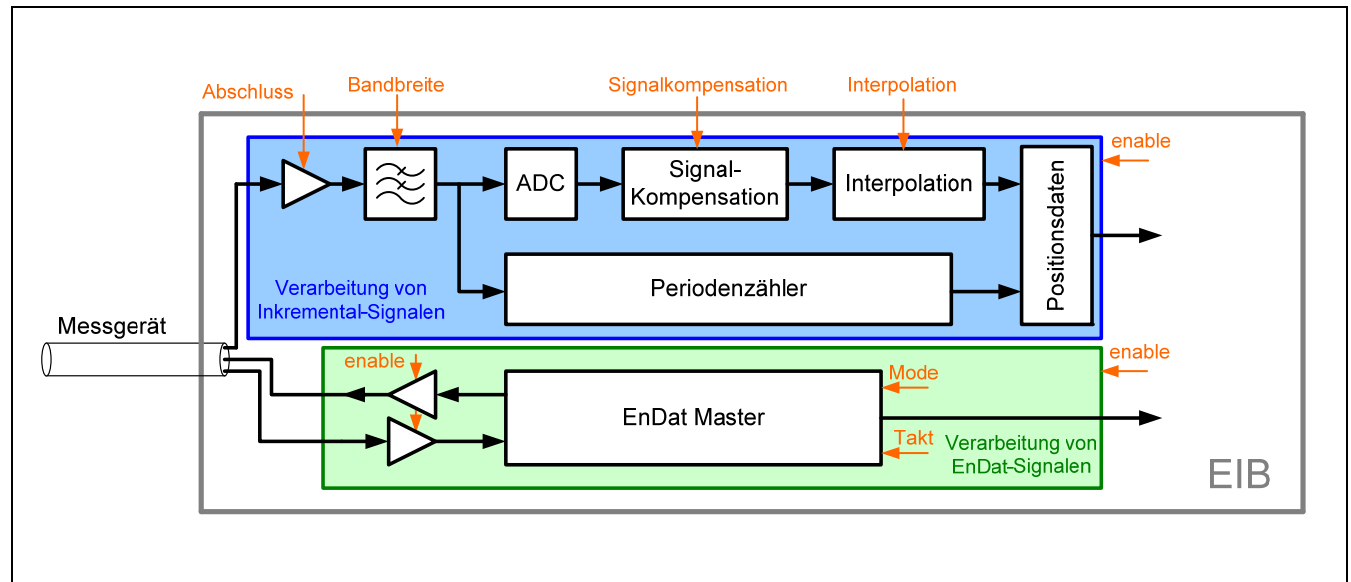 Abschluss
Bandbreite
Signalkompensation
Interpolation
enable
ADC
Signal-
Kompensation
Interpolation
Positionsdaten
Periodenzähler
Verarbeitung von
Inkremental-Signalen
Messgerät
enable
enable
Mode
EnDat Master
Takt
Verarbeitung von
EnDat-Signalen
EIB